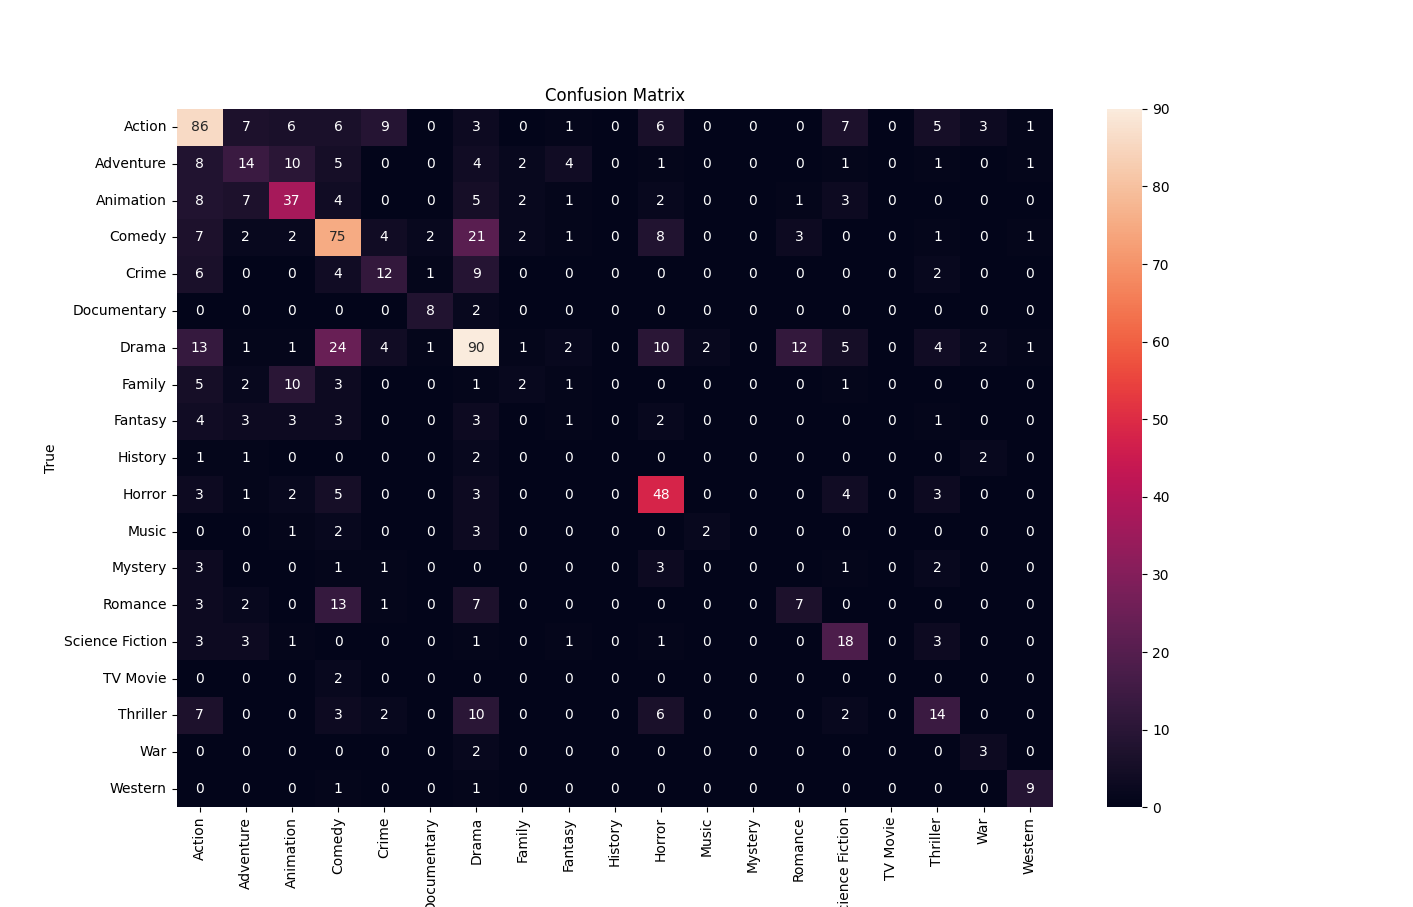 Confusion Matrix
True
Action 86 7 6 6 9 0 3 0 1 0 6 0 0 0 7 0 5 3 1
Adventure 8 14 10 5 0 0 4 2 4 0 1 0 0 0 1 0 1 0 1
Animation 8 7 37 4 0 0 5 2 1 0 2 0 0 1 3 0 0 0 0
Comedy 7 2 2 75 4 2 21 2 1 0 8 0 0 3 0 0 1 0 1
Crime 6 0 0 4 12 1 9 0 0 0 0 0 0 0 0 0 2 0 0
Documentary 0 0 0 0 0 8 2 0 0 0 0 0 0 0 0 0 0 0 0
Drama 13 1 1 24 4 1 90 1 2 0 10 2 0 12 5 0 4 2 1
Family 5 2 10 3 0 0 1 2 1 0 0 0 0 0 1 0 0 0 0
Fantasy 4 3 3 3 0 0 3 0 1 0 2 0 0 0 0 0 1 0 0
History 1 1 0 0 0 0 2 0 0 0 0 0 0 0 0 0 0 2 0
Horror 3 1 2 5 0 0 3 0 0 0 48 0 0 0 4 0 3 0 0
Music 0 0 1 2 0 0 3 0 0 0 0 2 0 0 0 0 0 0 0
Mystery 3 0 0 1 1 0 0 0 0 0 3 0 0 0 1 0 2 0 0
Romance 3 2 0 13 1 0 7 0 0 0 0 0 0 7 0 0 0 0 0
Science Fiction 3 3 1 0 0 0 1 0 1 0 1 0 0 0 18 0 3 0 0
TV Movie 0 0 0 2 0 0 0 0 0 0 0 0 0 0 0 0 0 0 0
Thriller 7 0 0 3 2 0 10 0 0 0 6 0 0 0 2 0 14 0 0
War 0 0 0 0 0 0 2 0 0 0 0 0 0 0 0 0 0 3 0
Western 0 0 0 1 0 0 1 0 0 0 0 0 0 0 0 0 0 0 9
Action
Adventure
Animation
Comedy
Crime
Documentary
Drama
Family
Fantasy
History
Horror
Music
Mystery
Romance
cience Fiction
TV Movie
Thriller
War
Western
90
80
70
60
50
40
30
20
10
0